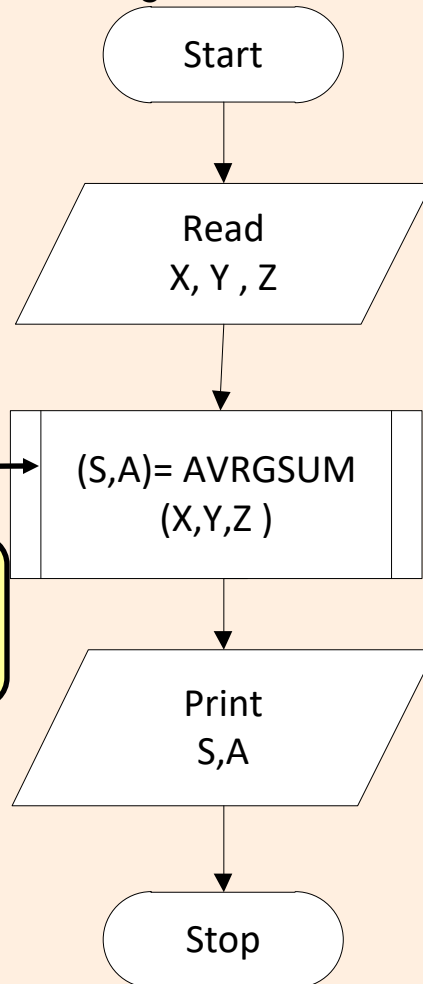 Start
Read
X, Y , Z
(S,A)= AVRGSUM
(X,Y,Z )
Print
S,A
Stop